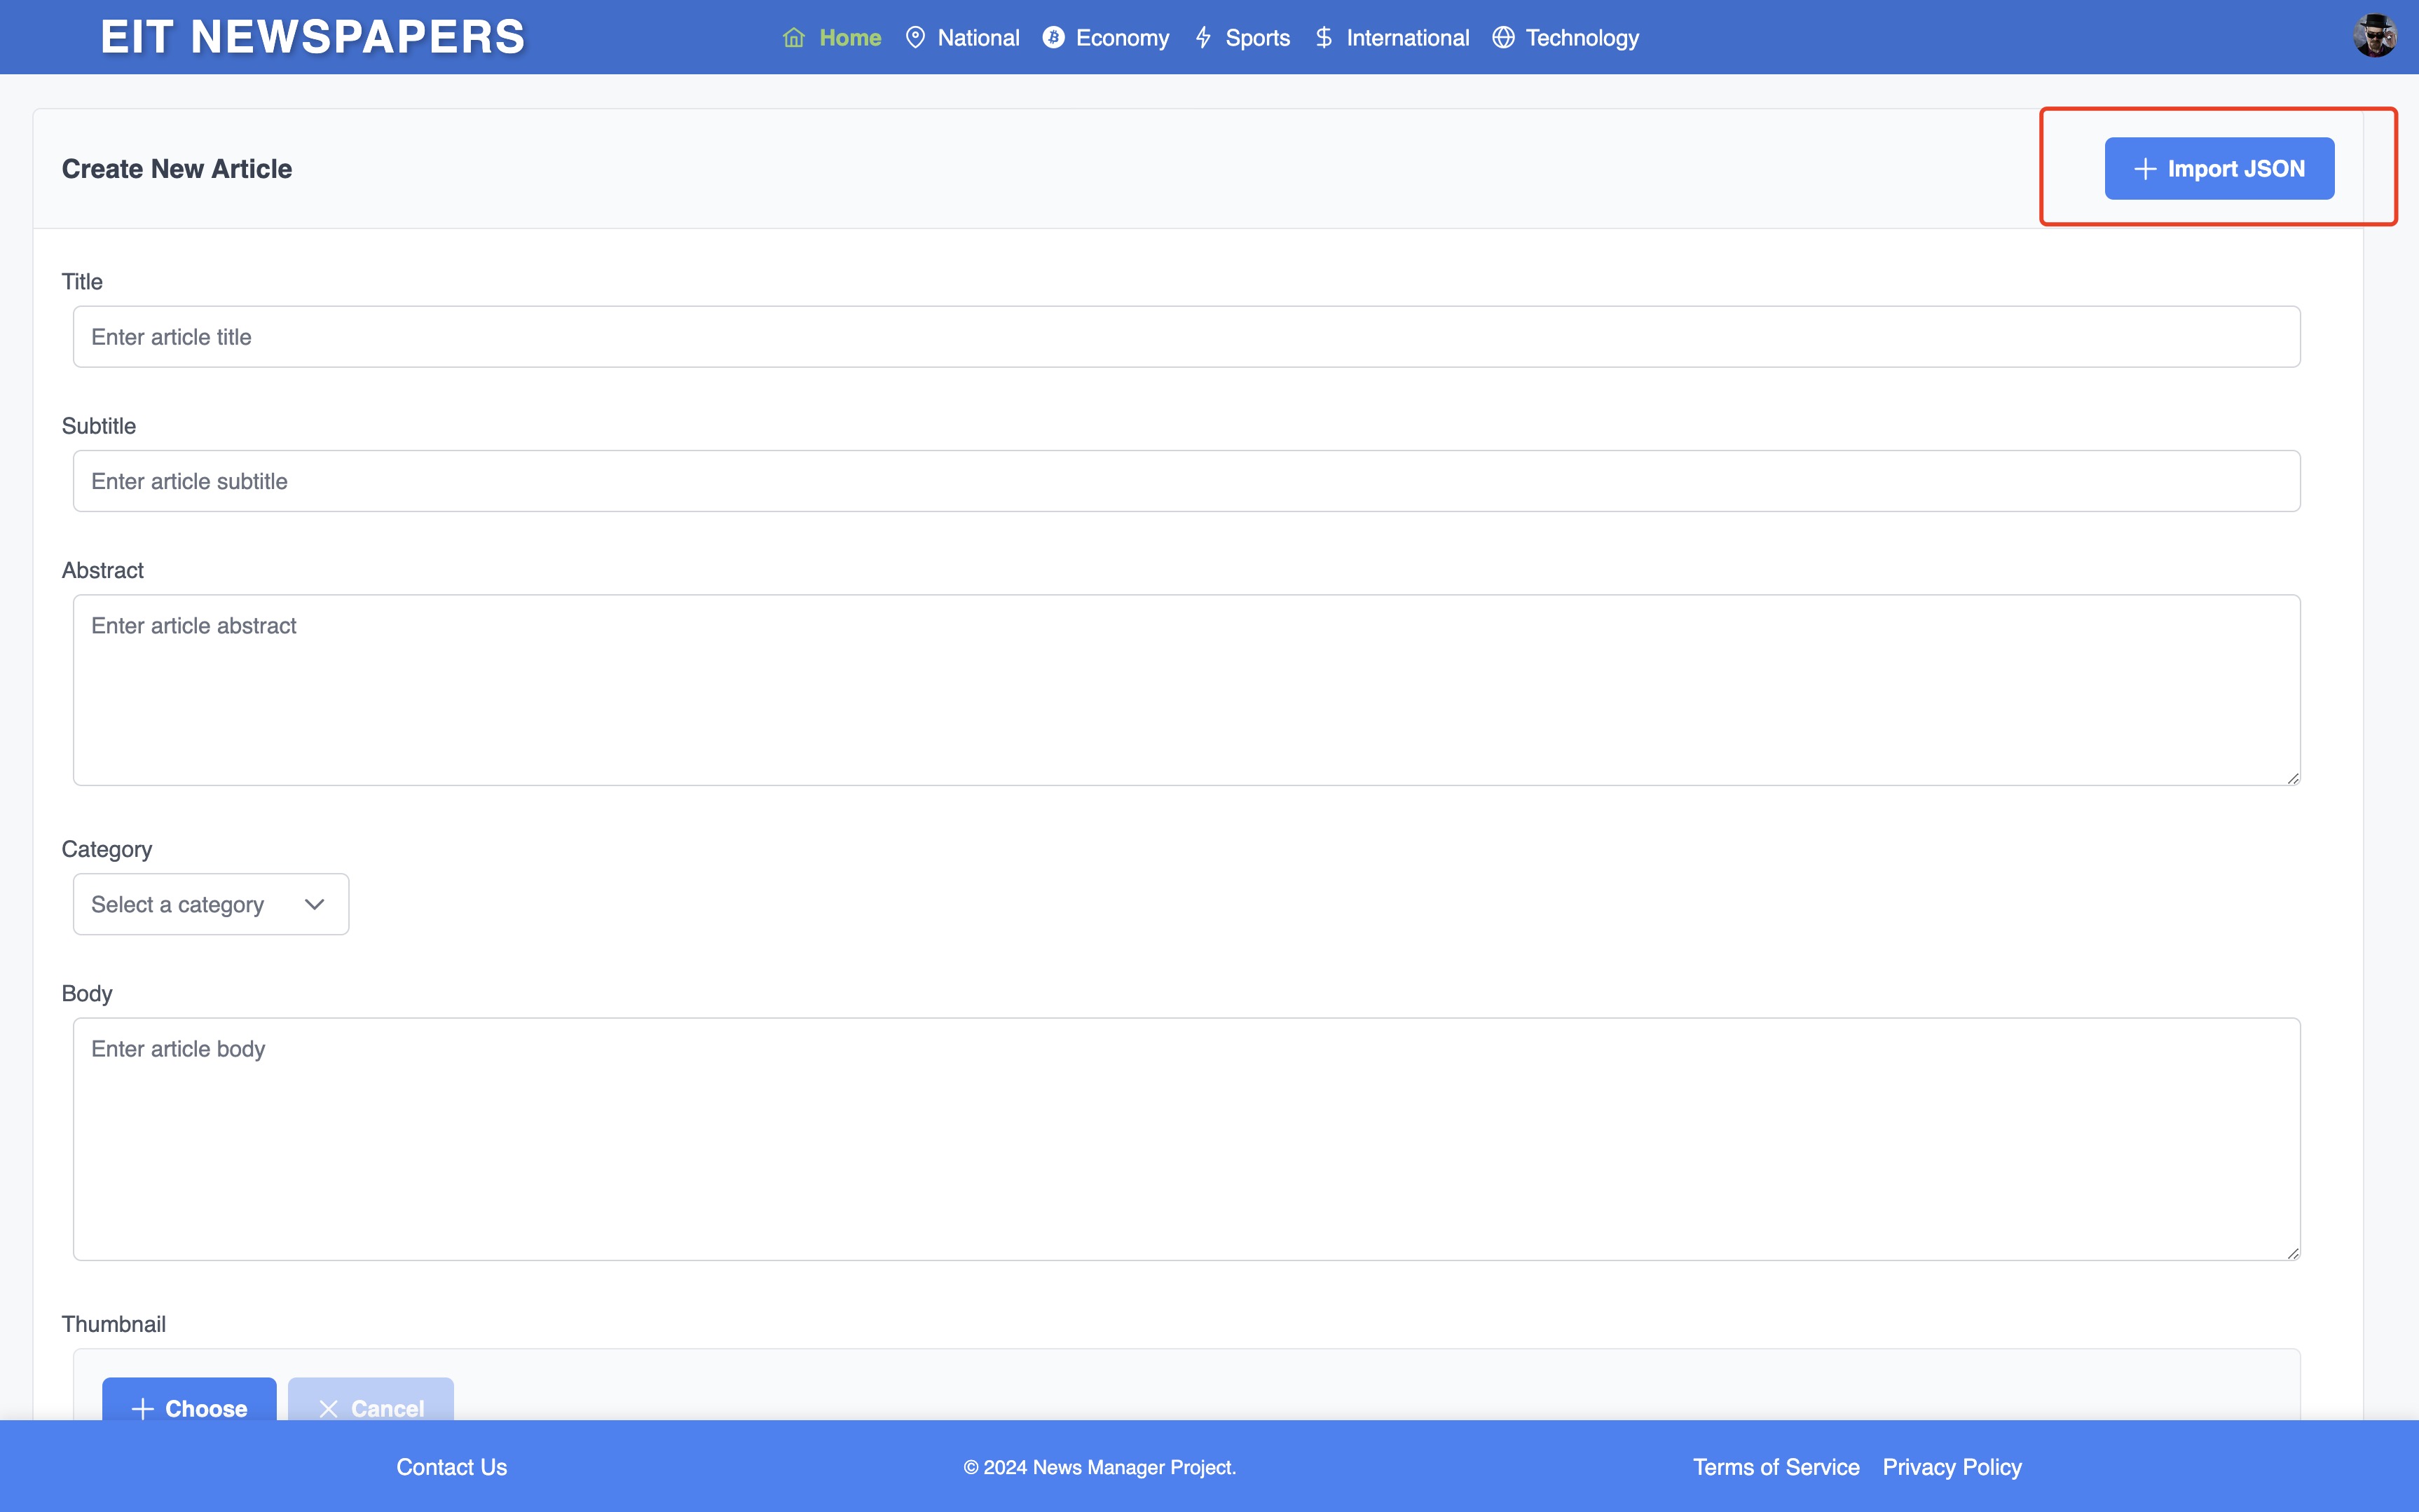 EIT NEWSPAPERS
Home National Economy Sports International Technology
Create New Article
Import JSON
Title
Enter article title
Subtitle
Enter article subtitle
Abstract
Enter article abstract
Category
Select a category
Body
Enter article body
Thumbnail
Choose Cancel
Contact Us
© 2024 News Manager Project.
Terms of Service Privacy Policy